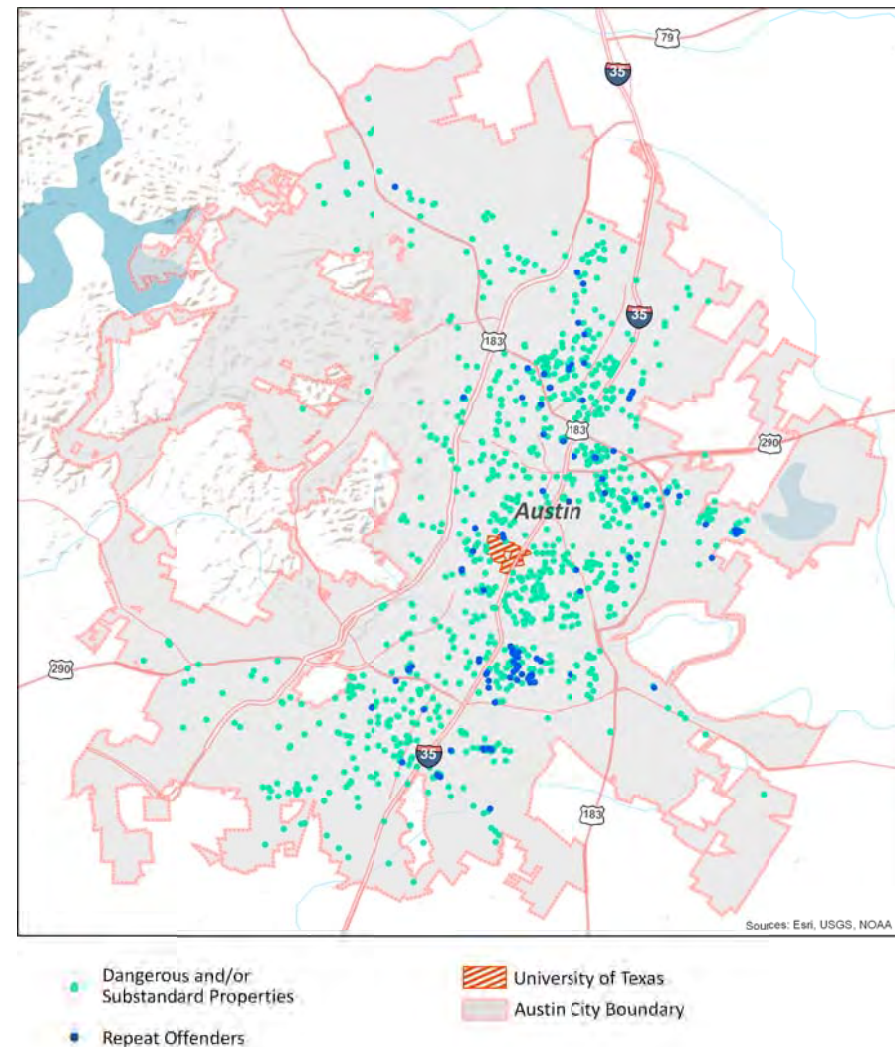 79
35
35
183
183
290
Austin
290
35
183
Sources: Esri, USGS, NOAA
Dangerous and/or
Substandard Properties
University of Texas
Austin City Boundary
Repeat Offenders